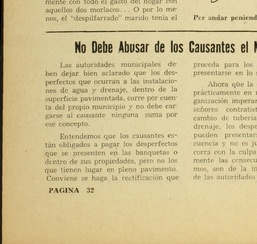 mente con todo el gasto del hogar con
aquellos dos morlacos... O por lo me-
nos, el "despilfarrado" marido tenía el
Per andar peniend
No Debe Abusar de los Causantes el M
Las autoridades municipales de-
ben dejar bien aclarado que los des-
perfectos que ocurran a las instalacio-
nes de agua y drenaje, dentro de la
superficie pavimentada, corre por cuen-
ta del propio municipio y no debe car-
garse al causante ninguna suma por
ese concepto.
Entendemos que los causantes es-
tán obligados a pagar los desperfectos
que se presenten en las banquetas o
dentro de sus propiedades, pero no los
que tienen lugar en pleno pavimento.
Conviese se haga la rectificación que
PAGINA 32
proceda para los
presentarse en lo s
Ahora que la
prácticamente en m
ganización impera
señores contratist
cambio de tubería
drenaje, los despe
pueden presentar
cuencia y no es ju
corra con la culpa
mente las consecu
mos, son de la in
de las autoridades